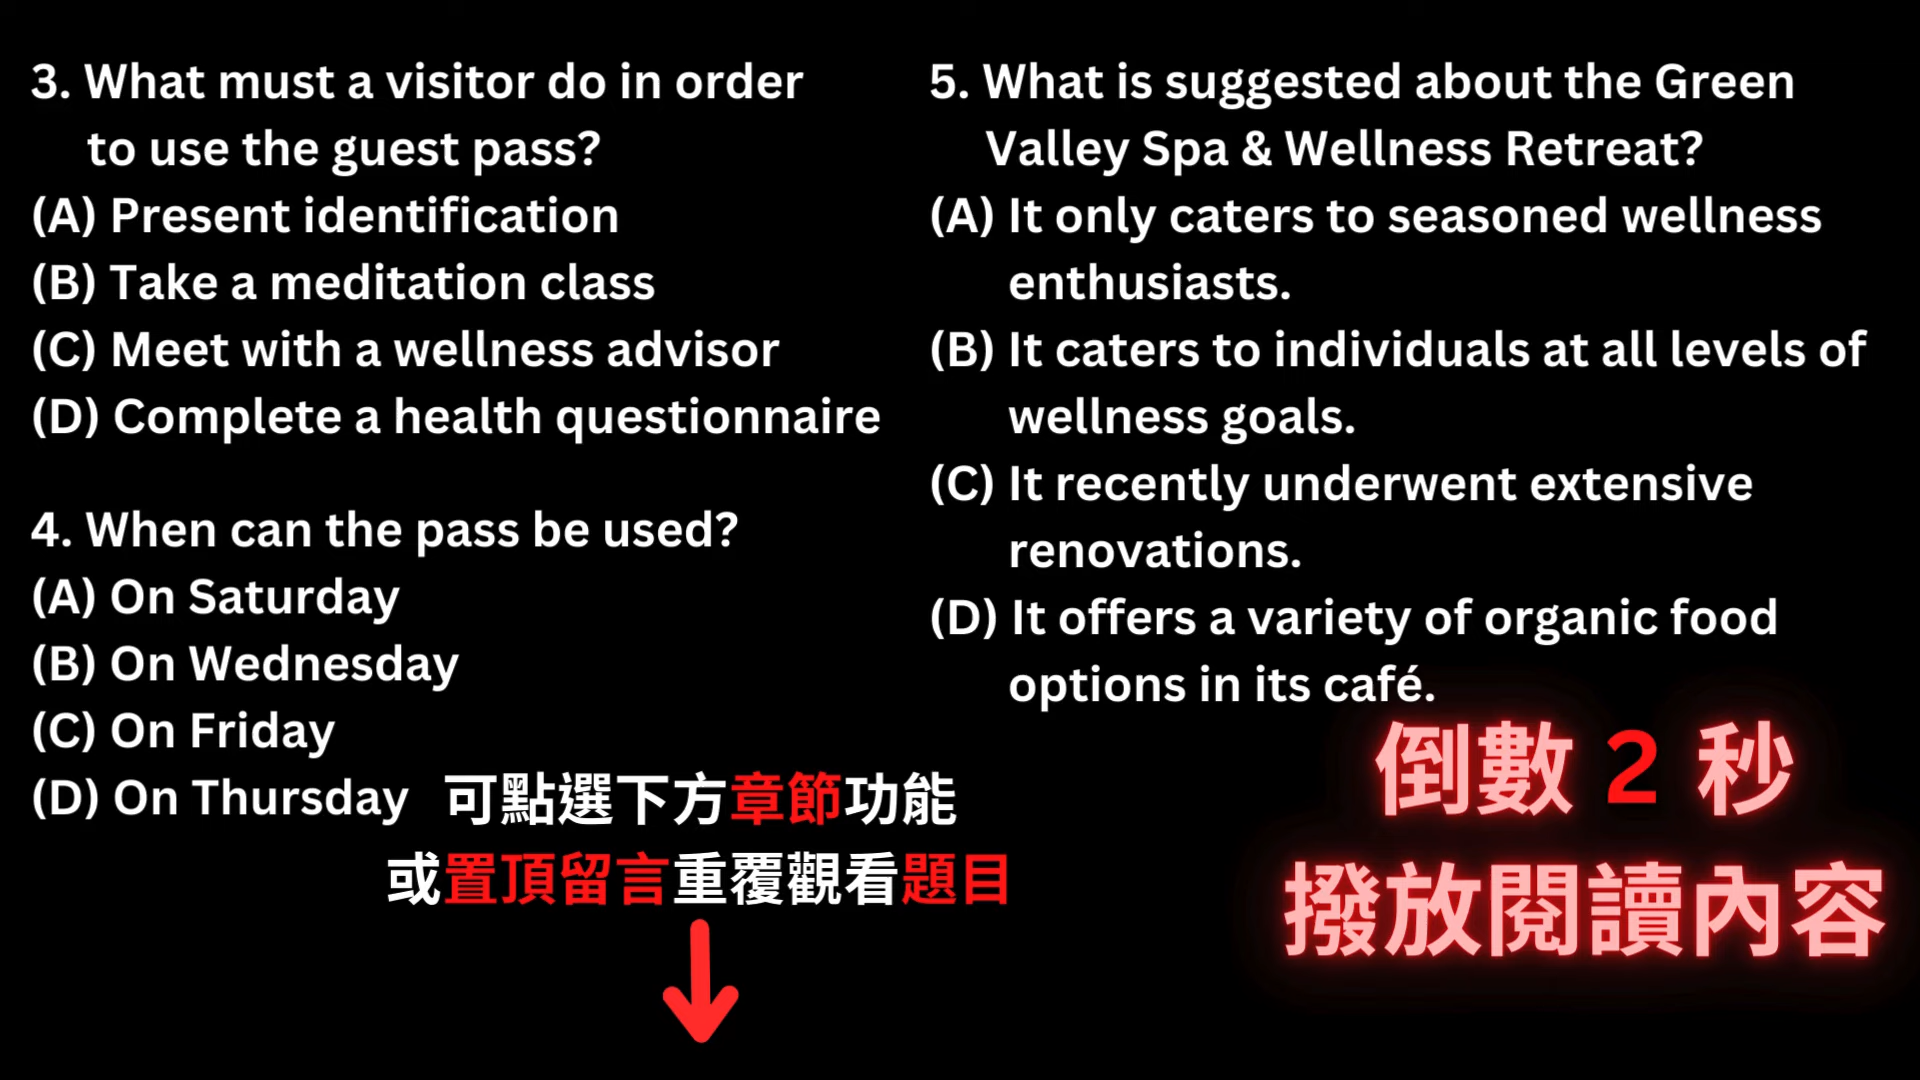 3. What must a visitor do in order
to use the guest pass?
(A) Present identification
(B) Take a meditation class
(C) Meet with a wellness advisor
(D) Complete a health questionnaire
4. When can the pass be used?
(A) On Saturday
(B) On Wednesday
(C) On Friday
(D) On Thursday
5. What is suggested about the Green
Valley Spa & Wellness Retreat?
(A) It only caters to seasoned wellness
enthusiasts.
(B) It caters to individuals at all levels of
wellness goals.
(C) It recently underwent extensive
renovations.
(D) It offers a variety of organic food
options in its café.
可點選下方章節功能
或置頂留言重覆觀看題目
倒數 2 秒
撥放閱讀內容